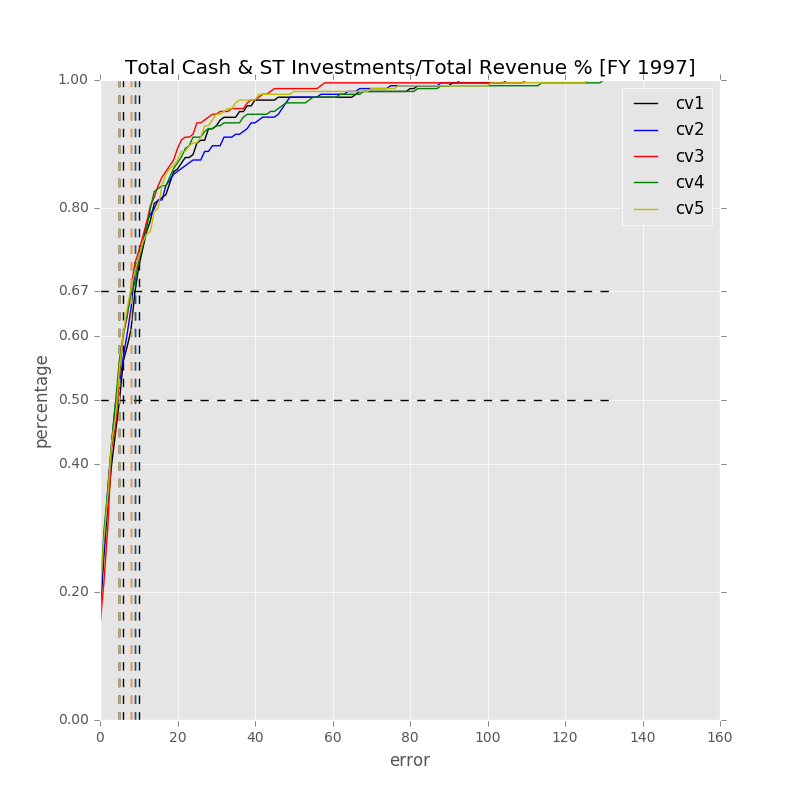 Total Cash & ST Investments/Total Revenue % [FY 1997]
1.00
cv1
cv2
cv3
cv4
cv5
0.80
0.67
0.60
0.50
0.40
0.20
0.00
percentage
0 20 40 60 80 100 120 140 160
error